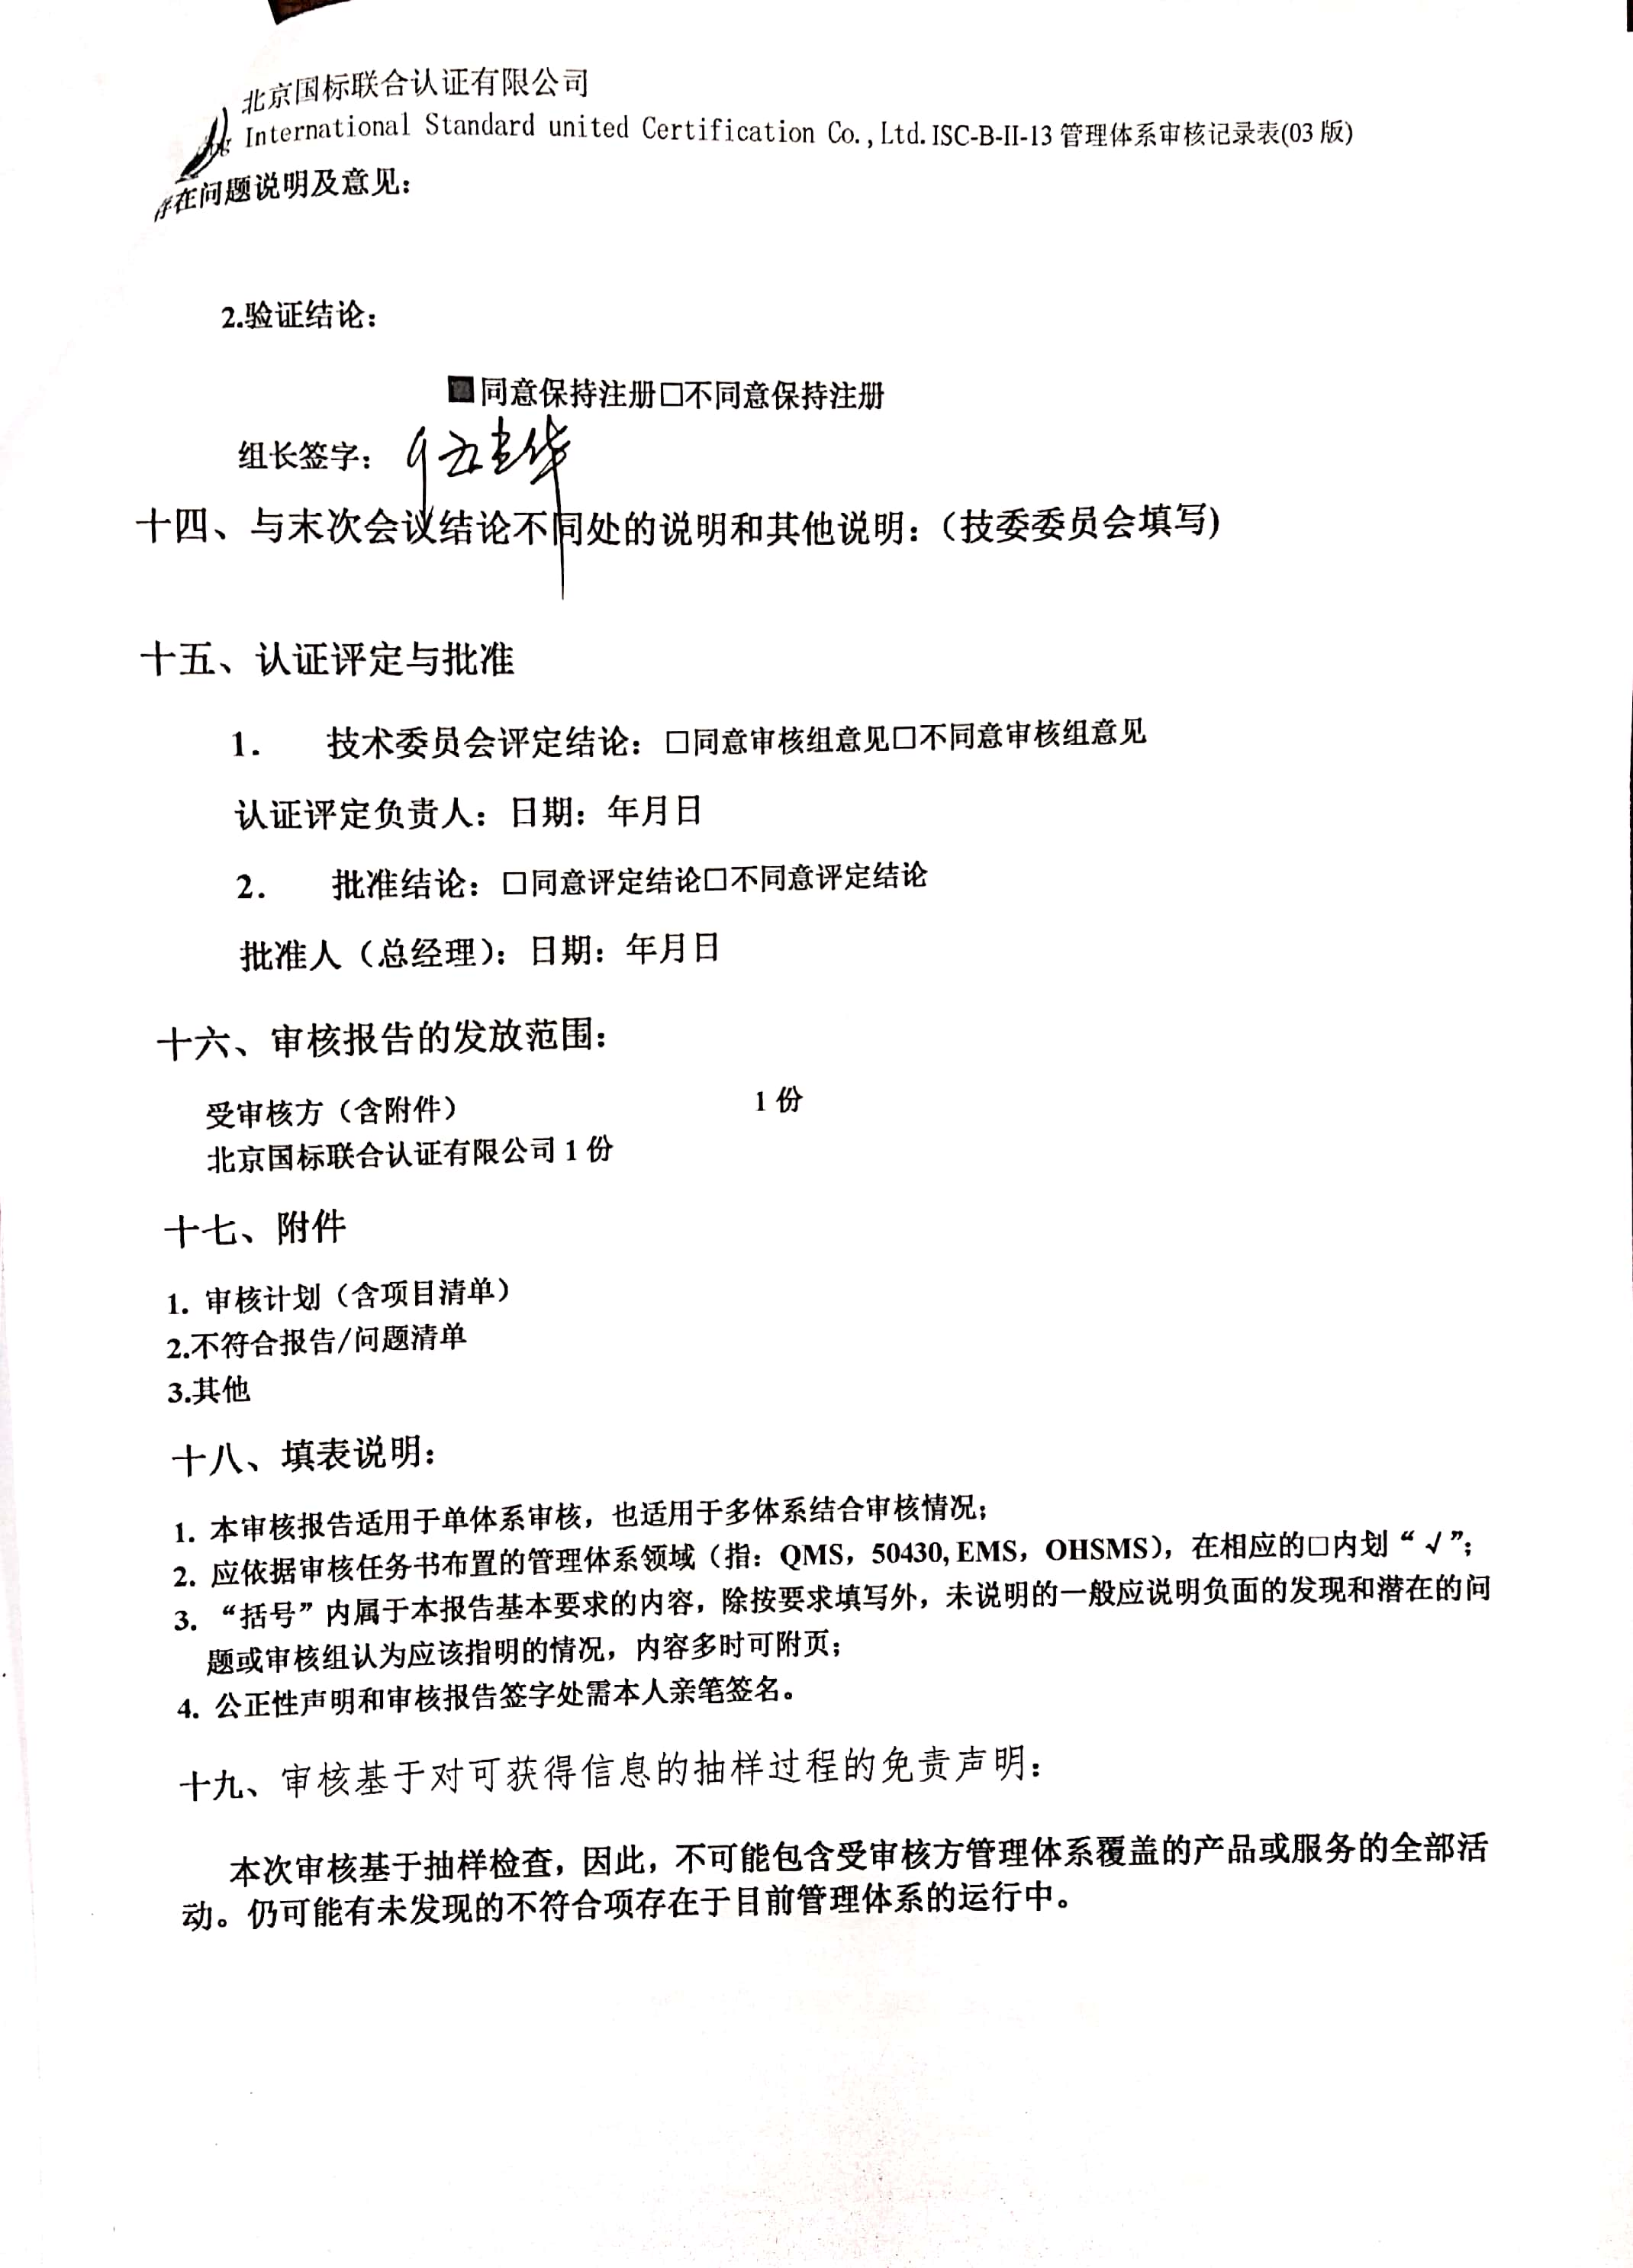 北京国标联合认证有限公司
International Standard united Certification Co.,Ltd. ISC-B-II-13 管理体系审核记录表(03 版)
存在问题说明及意见：
2.验证结论：
■同意保持注册□不同意保持注册
组长签字：伍建华
十四、与末次会议结论不同处的说明和其他说明：（技委委员会填写)
十五、认证评定与批准
1. 技术委员会评定结论：□同意审核组意见□不同意审核组意见
认证评定负责人：日期：年月日
2. 批准结论：□同意评定结论□不同意评定结论
批准人（总经理）：日期：年月日
十六、审核报告的发放范围：
受审核方（含附件） 1 份
北京国标联合认证有限公司 1 份
十七、附件
1. 审核计划（含项目清单）
2.不符合报告/问题清单
3.其他
十八、填表说明：
1. 本审核报告适用于单体系审核，也适用于多体系结合审核情况；
2. 应依据审核任务书布置的管理体系领域（指：QMS，50430, EMS，OHSMS），在相应的□内划“√”；
3. “括号”内属于本报告基本要求的内容，除按要求填写外，未说明的一般应说明负面的发现和潜在的问
题或审核组认为应该指明的情况，内容多时可附页；
4. 公正性声明和审核报告签字处需本人亲笔签名。
十九、审核基于对可获得信息的抽样过程的免责声明：
本次审核基于抽样检查，因此，不可能包含受审核方管理体系覆盖的产品或服务的全部活
动。仍可能有未发现的不符合项存在于目前管理体系的运行中。